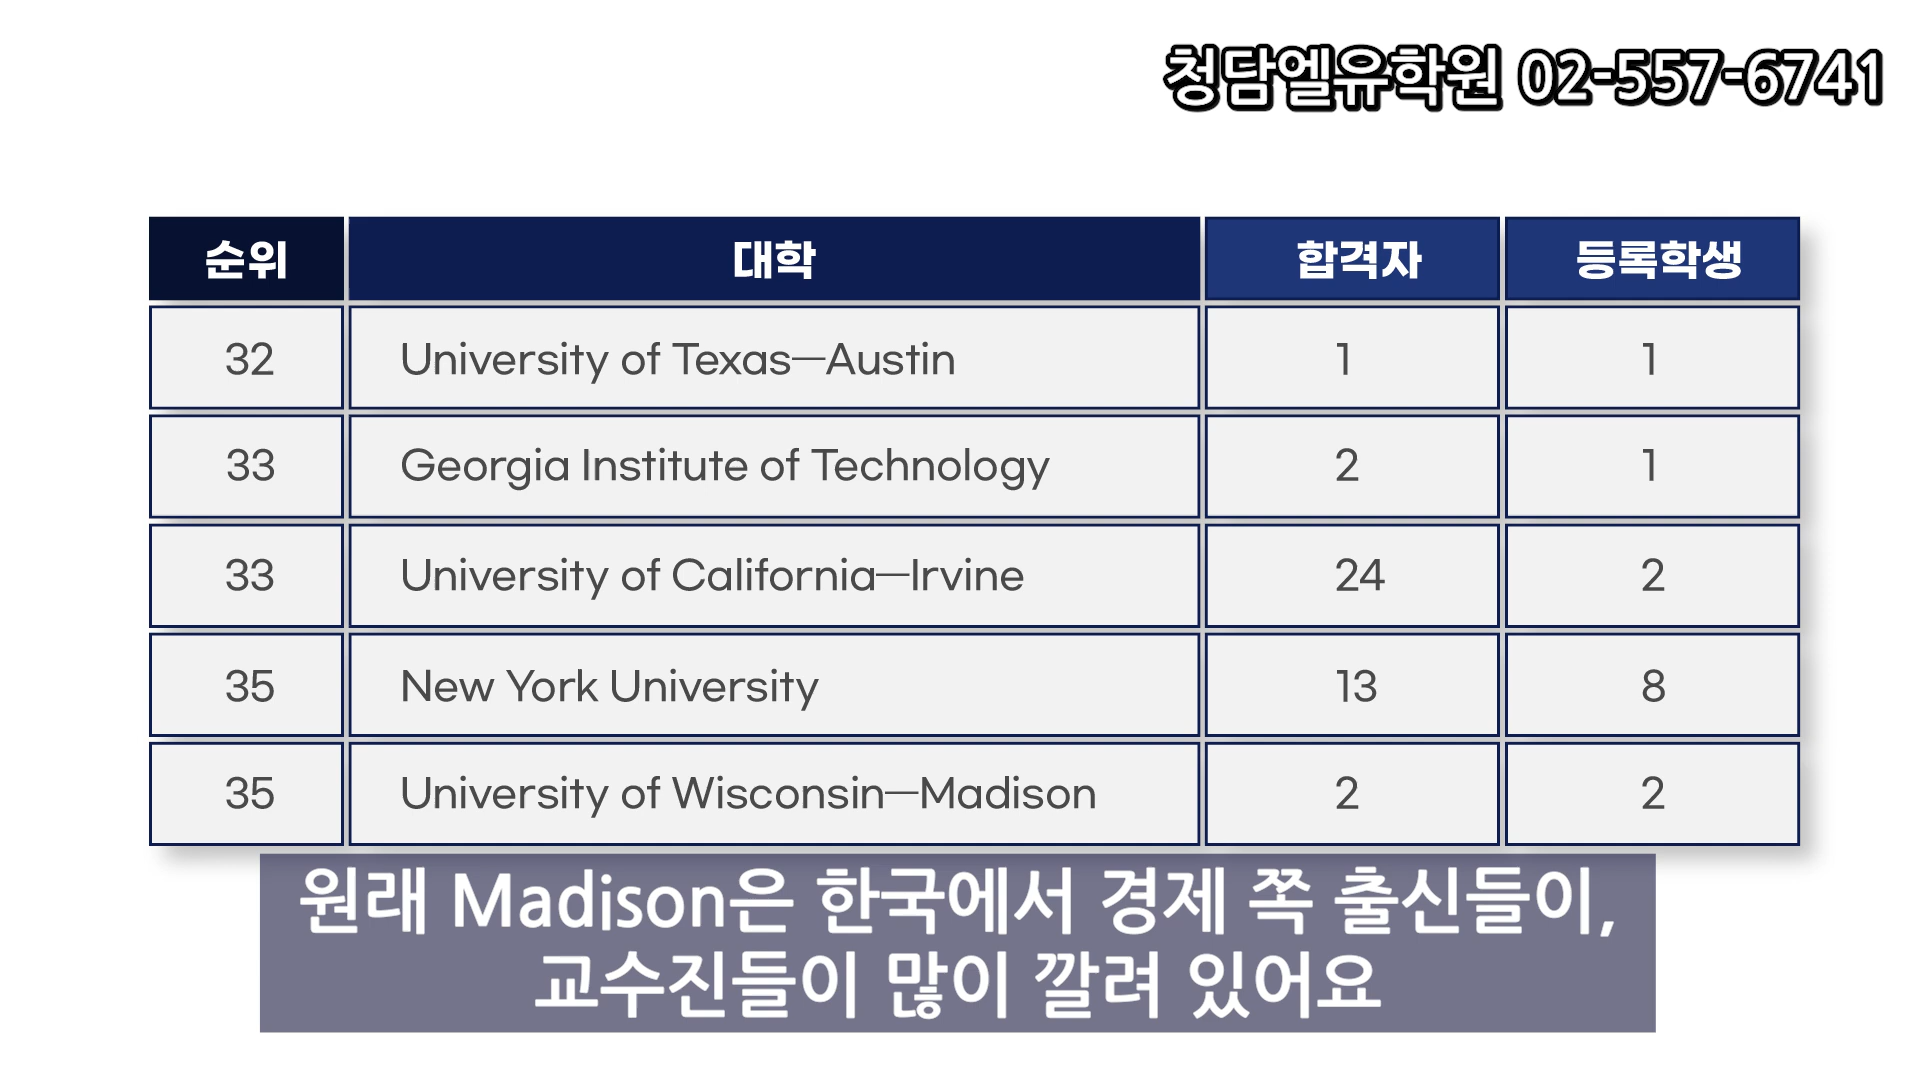 청담엘유학원 02-557-6741
순위 대학 합격자 등록학생
32 University of Texas—Austin 1 1
33 Georgia Institute of Technology 2 1
33 University of California—Irvine 24 2
35 New York University 13 8
35 University of Wisconsin—Madison 2 2
원래 Madison은 한국에서 경제 쪽 출신들이,
교수진들이 많이 깔려 있어요